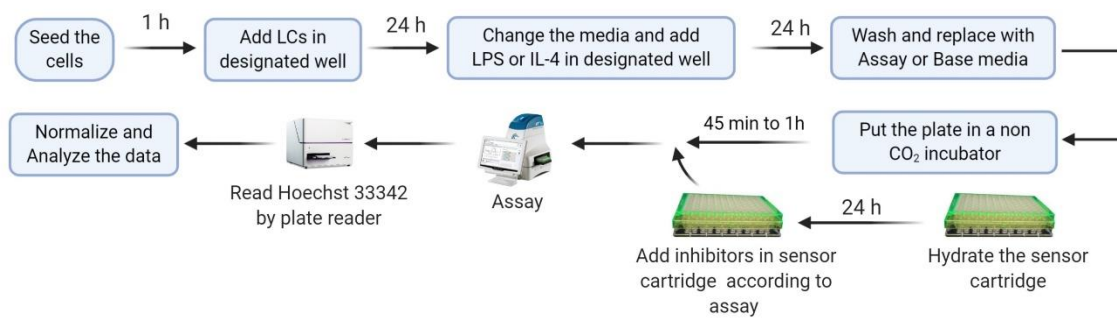 Seed the
cells
1 h
Add LCs in
designated well
24 h
Change the media and add
LPS or IL-4 in designated well
24 h
Wash and replace with
Assay or Base media
Put the plate in a non
CO₂ incubator
45 min to 1h
Hydrate the sensor
cartridge
24 h
Add inhibitors in sensor
cartridge according to
assay
Assay
Read Hoechst 33342
by plate reader
Normalize and
Analyze the data